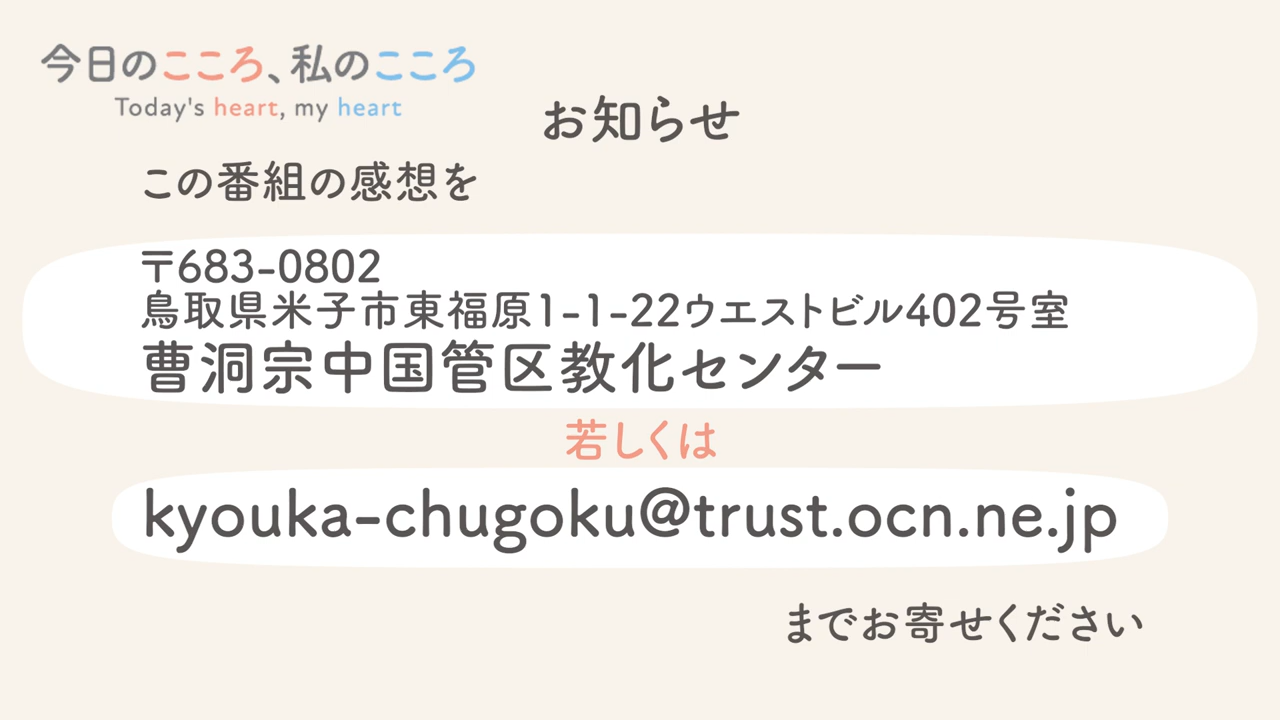 今日のこころ、私のこころ
Today's heart, my heart
お知らせ
この番組の感想を
〒683-0802
鳥取県米子市東福原1-1-22ウエストビル402号室
曹洞宗中国管区教化センター
若しくは
kyouka-chugoku@trust.ocn.ne.jp
までお寄せください